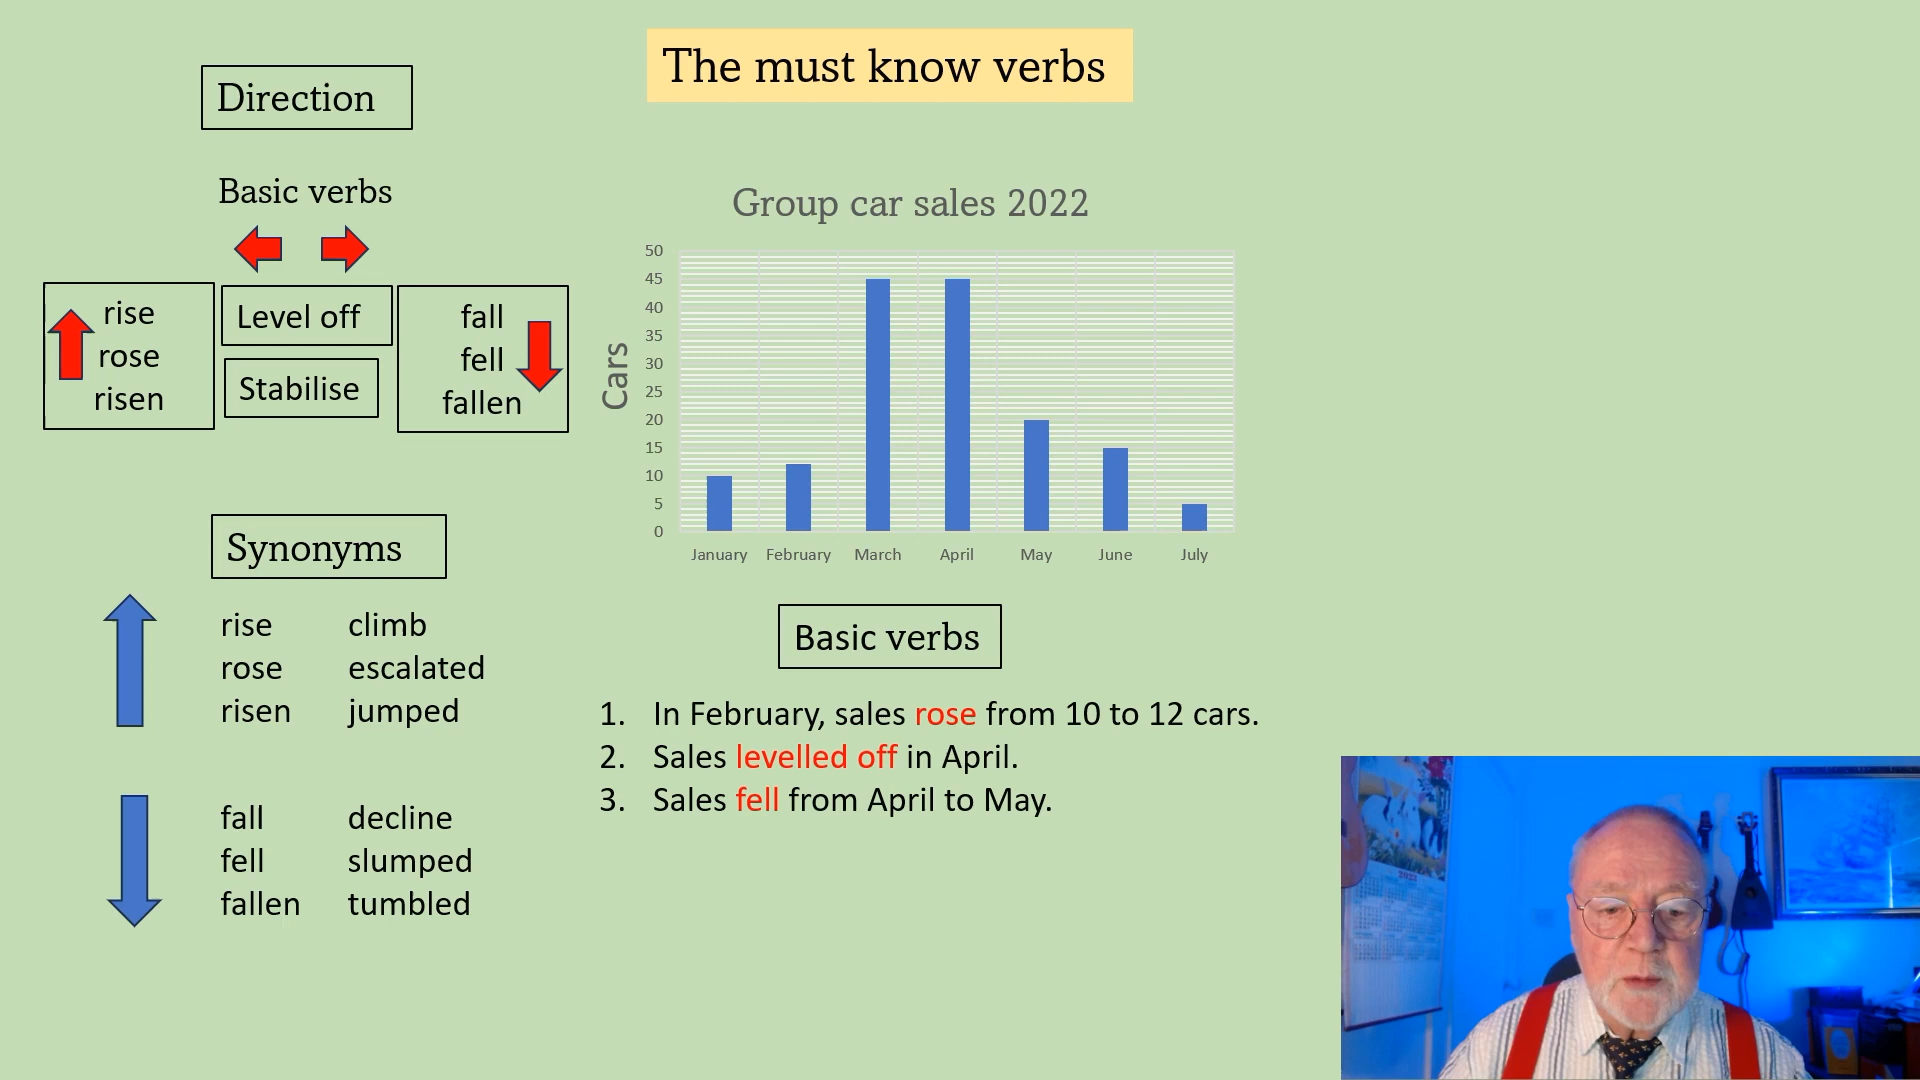 The must know verbs
Direction
Basic verbs
rise
rose
risen
Level off
Stabilise
fall
fell
fallen
Synonyms
rise climb
rose escalated
risen jumped
fall decline
fell slumped
fallen tumbled
Group car sales 2022
Cars
50
45
40
35
30
25
20
15
10
5
0
January February March April May June July
Basic verbs
1. In February, sales rose from 10 to 12 cars.
2. Sales levelled off in April.
3. Sales fell from April to May.